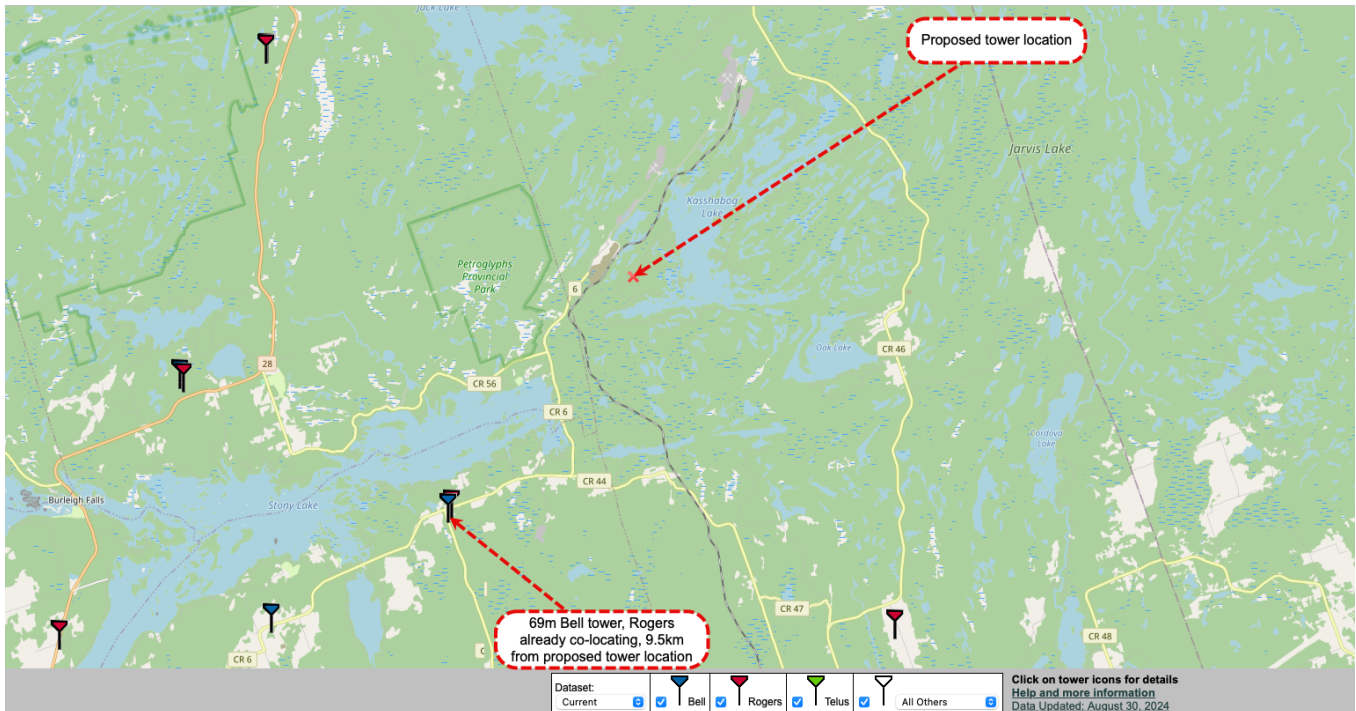 Jack Lake
Proposed tower location
Jarvis Lake
Kasshabog
Lake
Petroglyphs
Provincial
Park
6
Oak Lake
CR 46
28
CR 56
CR 6
Cordova
Lake
CR 44
Burleigh Falls
Stony Lake
CR 47
69m Bell tower, Rogers
already co-locating, 9.5km
from proposed tower location
CR 48
CR 6
C
Dataset:
Current
Bell
Rogers
Telus
All Others
Click on tower icons for details
Help and more information
Data Updated: August 30, 2024